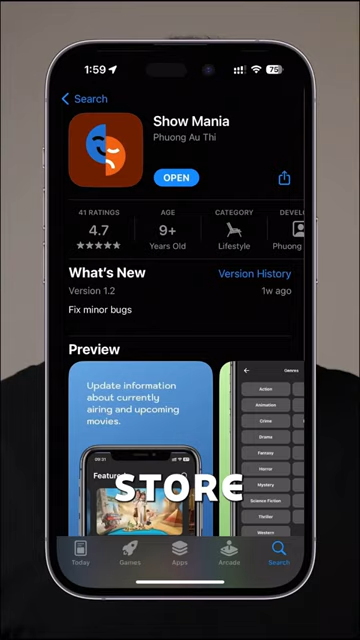 1:59
75
Search
Show Mania
Phuong Au Thi
OPEN
41 RATINGS
4.7
★★★★★
AGE
9+
Years Old
CATEGORY
Lifestyle
DEVEL
Phuong
What's New
Version History
Version 1.2
1w ago
Fix minor bugs
Preview
Update information
about currently
airing and upcoming
movies.
00:31
Featured
Genres
Action
Animation
Crime
Drama
Fantasy
Horror
Mystery
Science Fiction
Thriller
Western
STORE
Today
Games
Apps
Arcade
Search